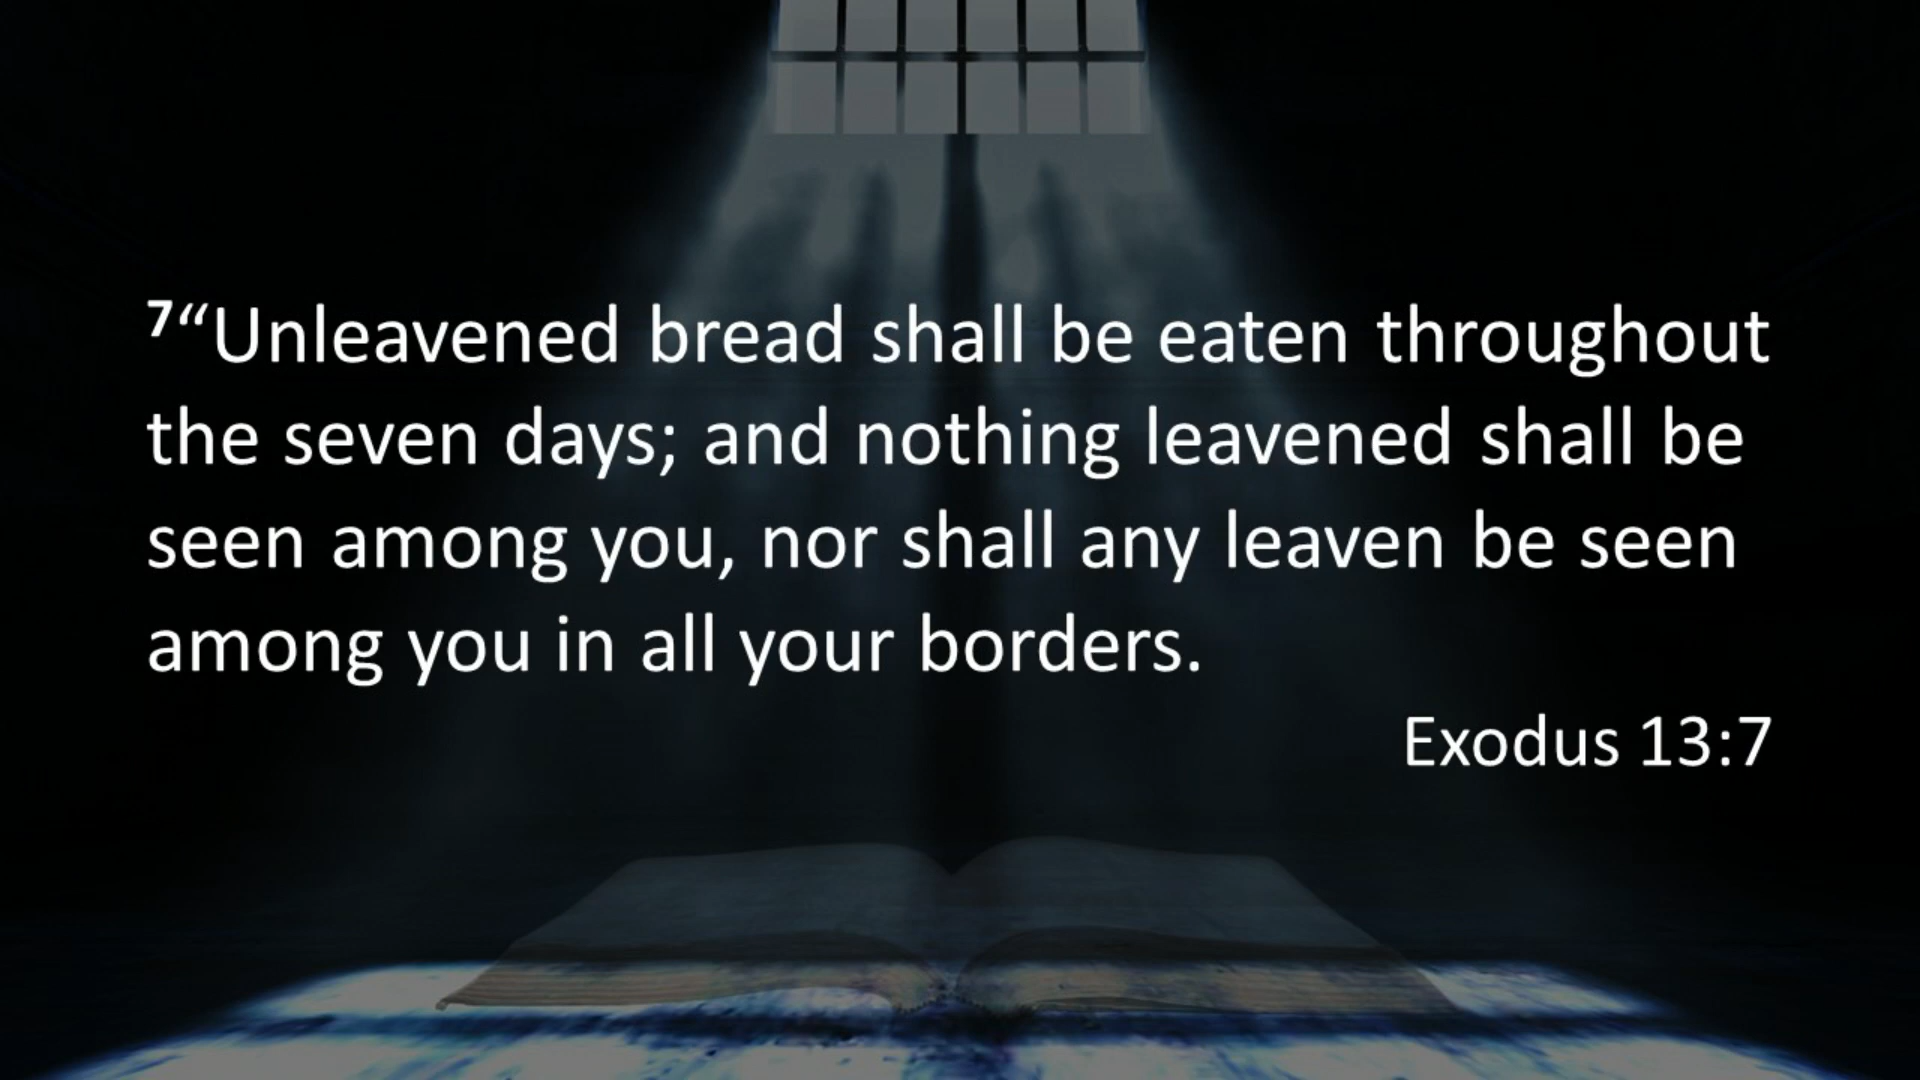 7“Unleavened bread shall be eaten throughout
the seven days; and nothing leavened shall be
seen among you, nor shall any leaven be seen
among you in all your borders.
Exodus 13:7